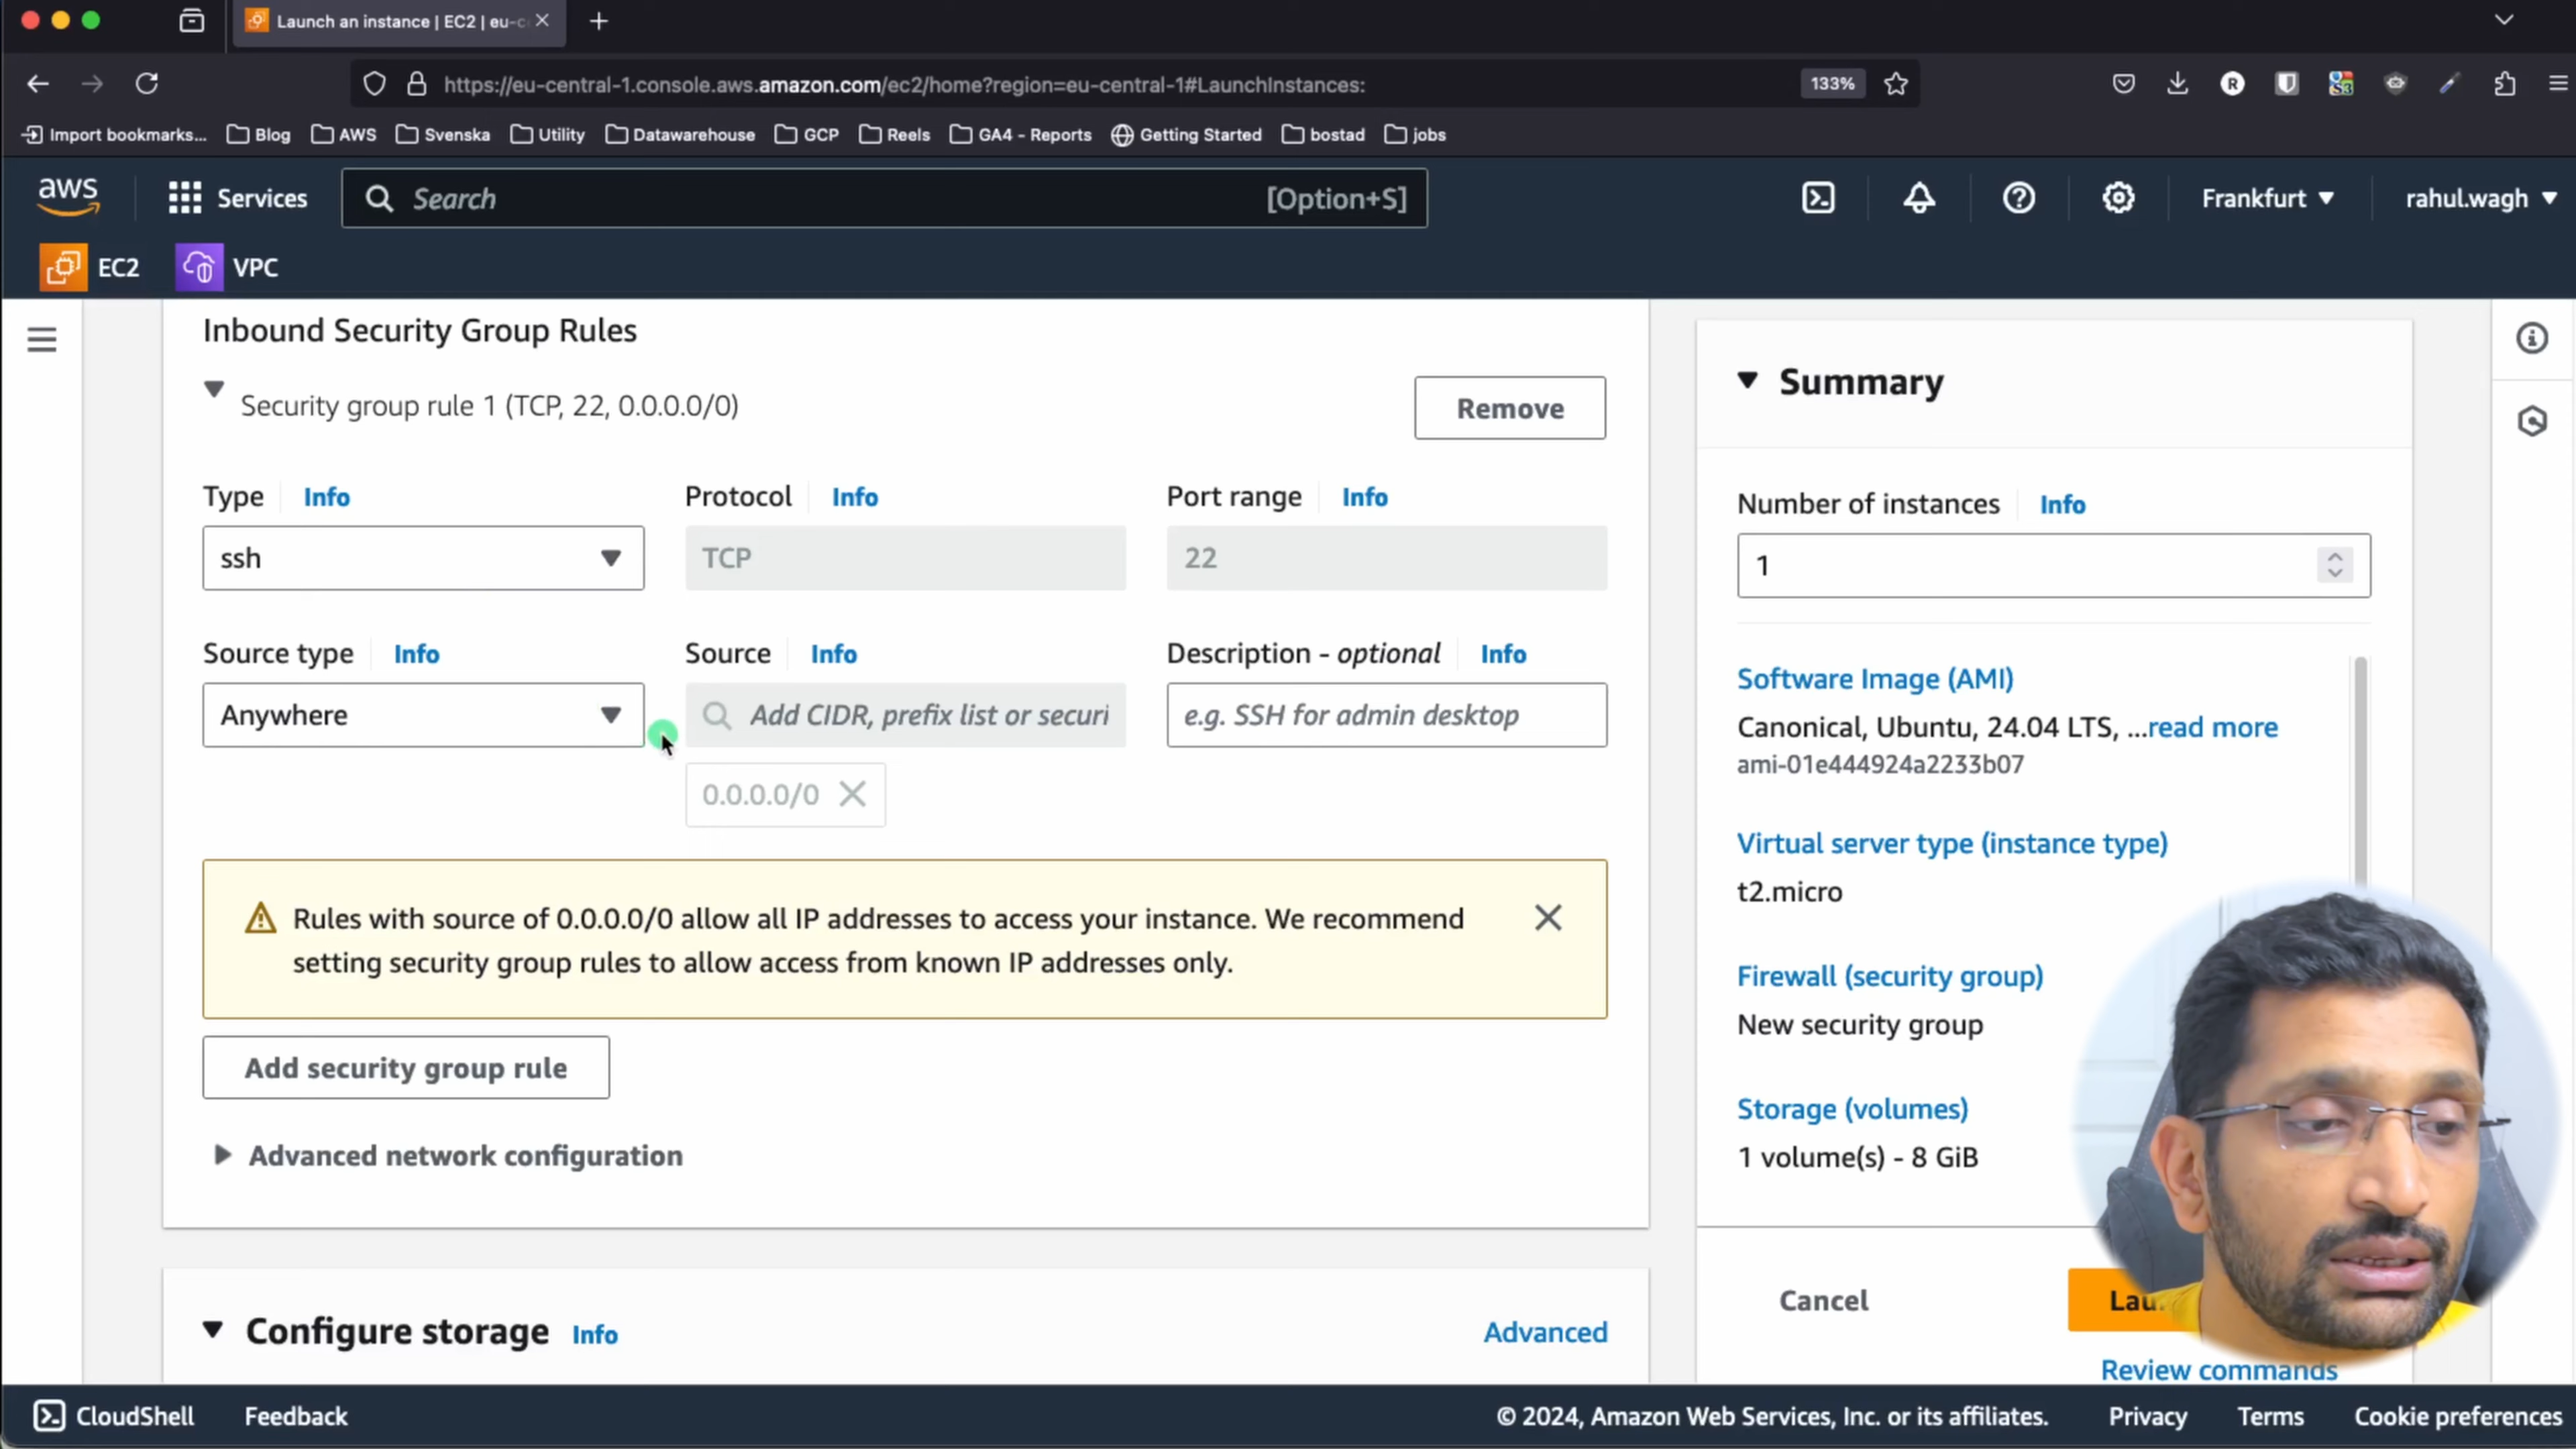 Launch an instance | EC2 | eu-c
https://eu-central-1.console.aws.amazon.com/ec2/home?region=eu-central-1#LaunchInstances:
133%
R
Import bookmarks...
Blog
AWS
Svenska
Utility
Datawarehouse
GCP
Reels
GA4 - Reports
Getting Started
bostad
jobs
aws
Services
Search
[Option+S]
Frankfurt
rahul.wagh
EC2
VPC
Inbound Security Group Rules
Security group rule 1 (TCP, 22, 0.0.0.0/0)
Remove
Type Info
Protocol Info
Port range Info
ssh
TCP
22
Source type Info
Source Info
Description - optional Info
Anywhere
Add CIDR, prefix list or securi
e.g. SSH for admin desktop
0.0.0.0/0
Rules with source of 0.0.0.0/0 allow all IP addresses to access your instance. We recommend
setting security group rules to allow access from known IP addresses only.
Add security group rule
Advanced network configuration
Configure storage Info
Advanced
Summary
Number of instances Info
1
Software Image (AMI)
Canonical, Ubuntu, 24.04 LTS, ...read more
ami-01e444924a2233b07
Virtual server type (instance type)
t2.micro
Firewall (security group)
New security group
Storage (volumes)
1 volume(s) - 8 GiB
Cancel
Review commands
CloudShell
Feedback
© 2024, Amazon Web Services, Inc. or its affiliates.
Privacy
Terms
Cookie preferences